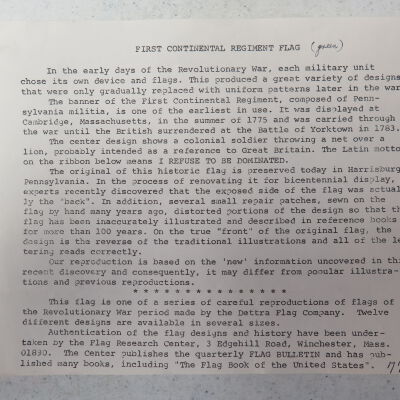 FIRST CONTINENTAL REGIMENT FLAG (green)
In the early days of the Revolutionary War, each military unit
chose its own device and flags. This produced a great variety of designs
that were only gradually replaced with uniform patterns later in the war
The banner of the First Continental Regiment, composed of Penn-
sylvania militia, is one of the earliest in use. It was displayed at
Cambridge, Massachusetts, in the summer of 1775 and was carried through
the war until the British surrendered at the Battle of Yorktown in 1783.
The center design shows a colonial soldier throwing a net over a
lion, probably intended as a reference to Great Britain. The Latin motto
on the ribbon below means I REFUSE TO BE DOMINATED.
The original of this historic flag is preserved today in Harrisburg
Pennsylvania. In the process of renovating it for bicentennial display,
experts recently discovered that the exposed side of the flag was actual
ly the "back". In addition, several small repair patches, sewn on the
flag by hand many years ago, distorted portions of the design so that th
flag has been inaccurately illustrated and described in reference books
for more than 100 years. On the true "front" of the original flag, the
design is the reverse of the traditional illustrations and all of the le
tering reads correctly.
Our reproduction is based on the 'new' information uncovered in thi
recent discovery and consequently, it may differ from popular illustra-
tions and previous reproductions.
* * * * * * * * * * * * * * *
This flag is one of a series of careful reproductions of flags of
the Revolutionary War period made by the Dettra Flag Company. Twelve
different designs are available in several sizes.
Authentication of the flag designs and history have been under-
taken by the Flag Research Center, 3 Edgehill Road, Winchester, Mass.
01890. The Center publishes the quarterly FLAG BULLETIN and has pub-
lished many books, including "The Flag Book of the United States".